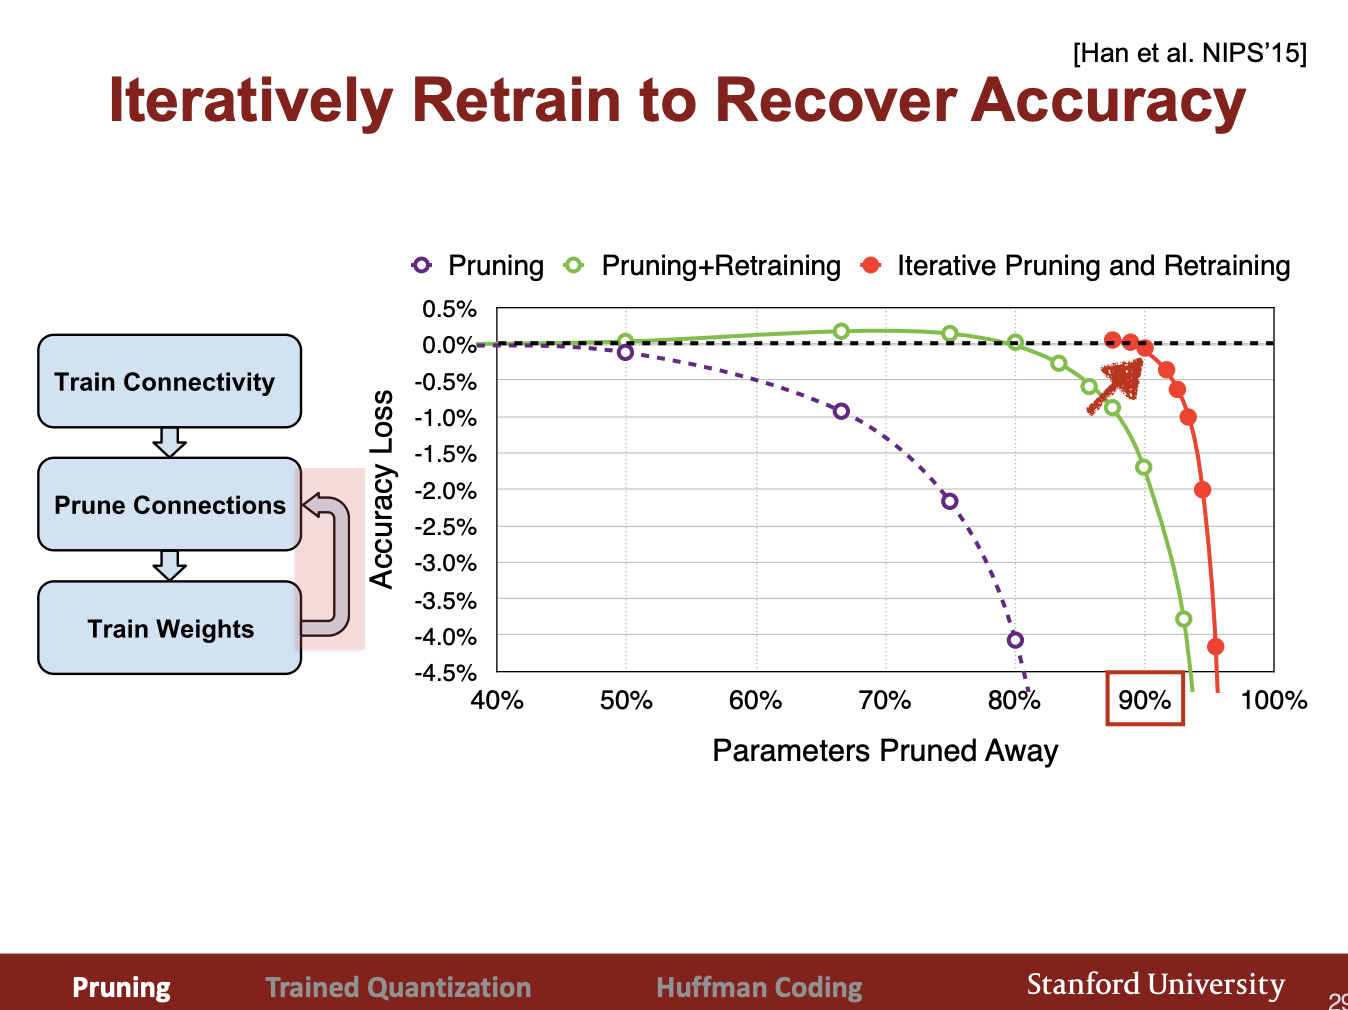 [Han et al. NIPS’15]
Iteratively Retrain to Recover Accuracy
Pruning Pruning+Retraining Iterative Pruning and Retraining
Train Connectivity
Prune Connections
Train Weights
Accuracy Loss
0.5%
0.0%
-0.5%
-1.0%
-1.5%
-2.0%
-2.5%
-3.0%
-3.5%
-4.0%
-4.5%
40% 50% 60% 70% 80% 90% 100%
Parameters Pruned Away
Pruning Trained Quantization Huffman Coding Stanford University
29